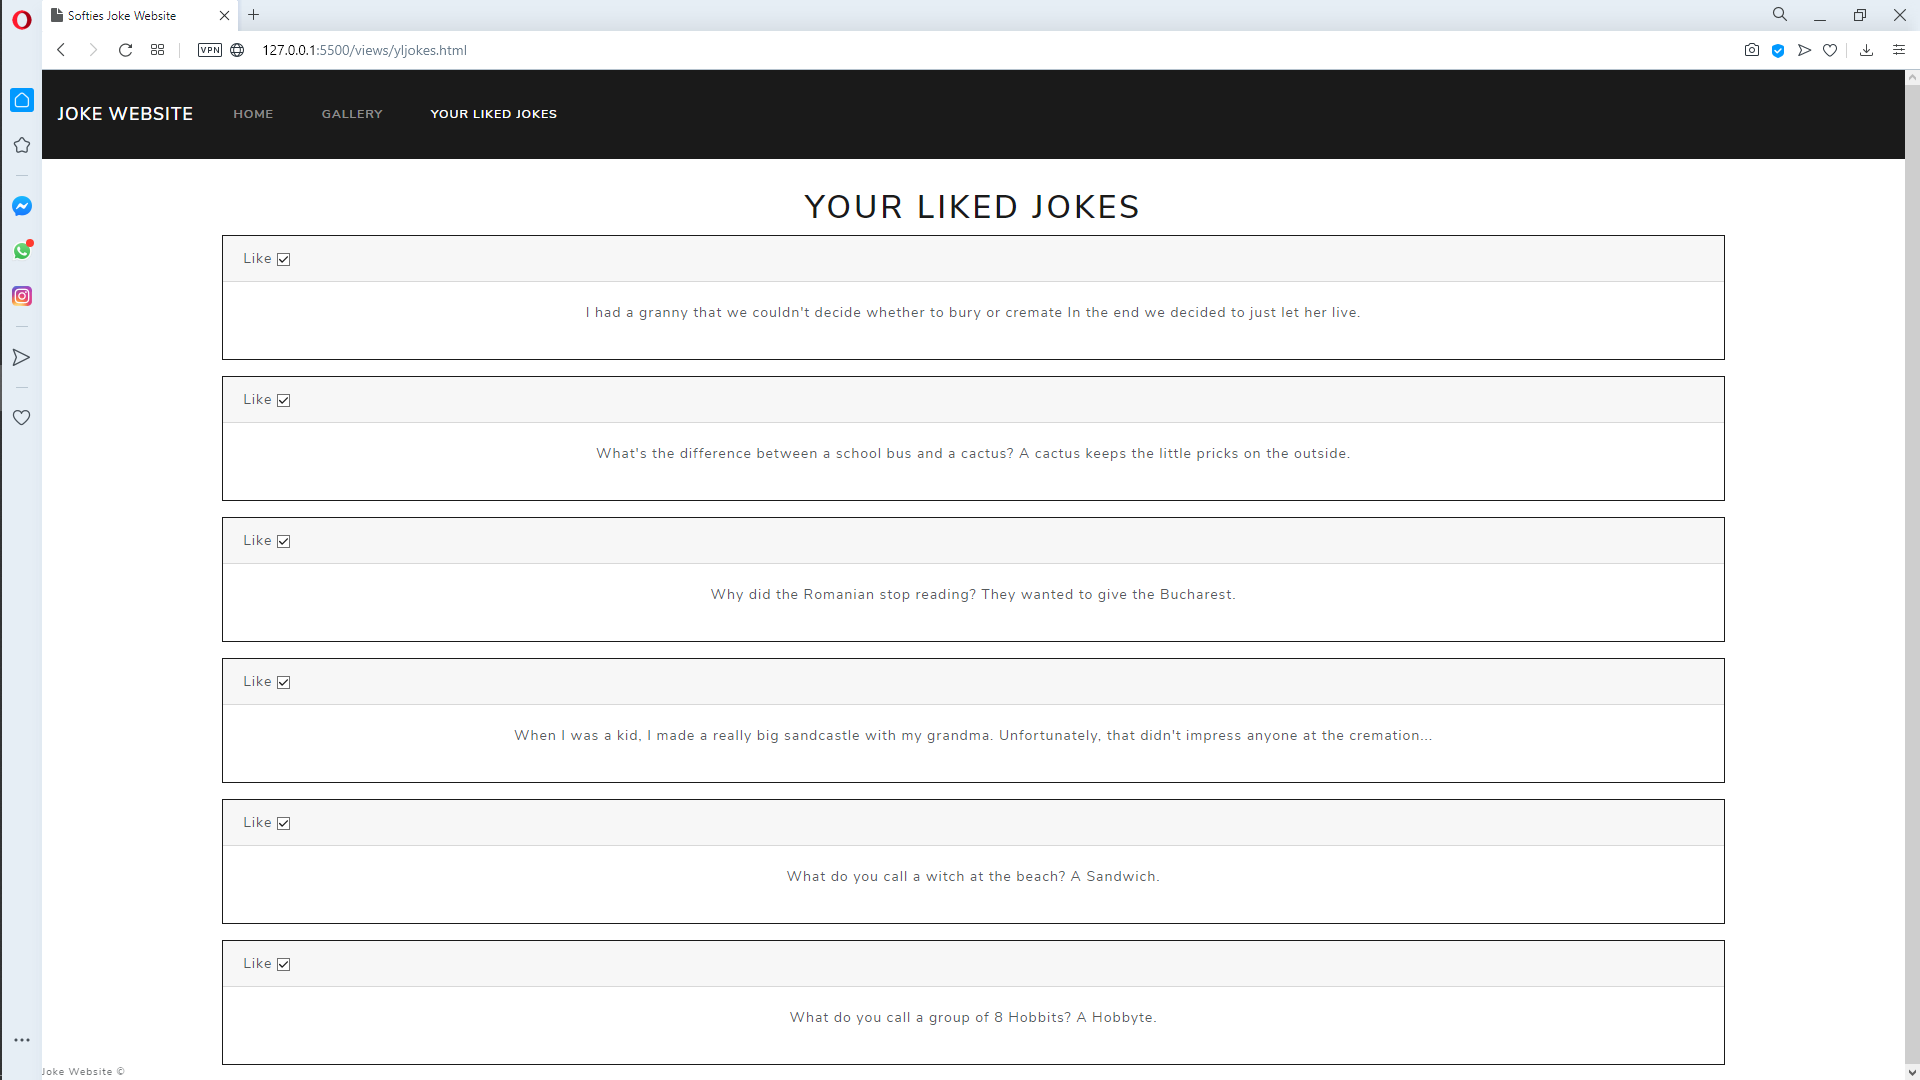 Softies Joke Website
VPN
127.0.0.1:5500/views/yljokes.html
JOKE WEBSITE HOME GALLERY YOUR LIKED JOKES
YOUR LIKED JOKES
Like
I had a granny that we couldn't decide whether to bury or cremate In the end we decided to just let her live.
Like
What's the difference between a school bus and a cactus? A cactus keeps the little pricks on the outside.
Like
Why did the Romanian stop reading? They wanted to give the Bucharest.
Like
When I was a kid, I made a really big sandcastle with my grandma. Unfortunately, that didn't impress anyone at the cremation...
Like
What do you call a witch at the beach? A Sandwich.
Like
What do you call a group of 8 Hobbits? A Hobbyte.
Joke Website ©